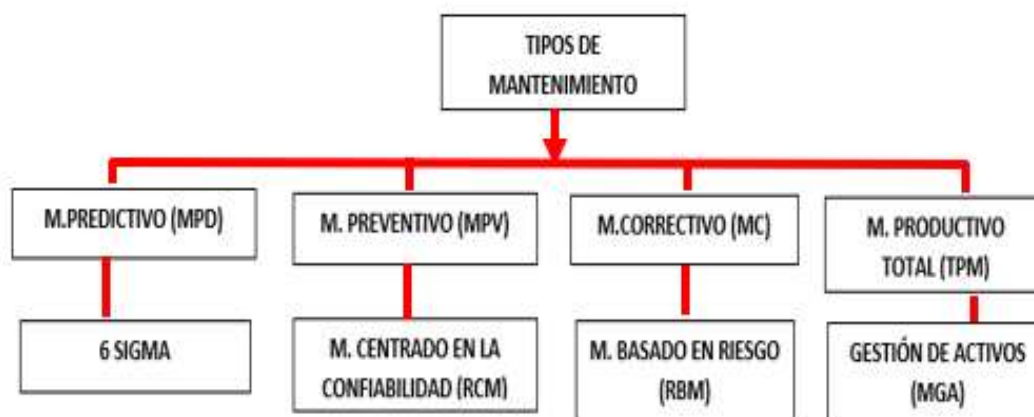 TIPOS DE
MANTENIMIENTO
M.PREDICTIVO (MPD)
M. PREVENTIVO (MPV)
M.CORRECTIVO (MC)
M. PRODUCTIVO
TOTAL (TPM)
6 SIGMA
M. CENTRADO EN LA
CONFIABILIDAD (RCM)
M. BASADO EN RIESGO
(RBM)
GESTIÓN DE ACTIVOS
(MGA)